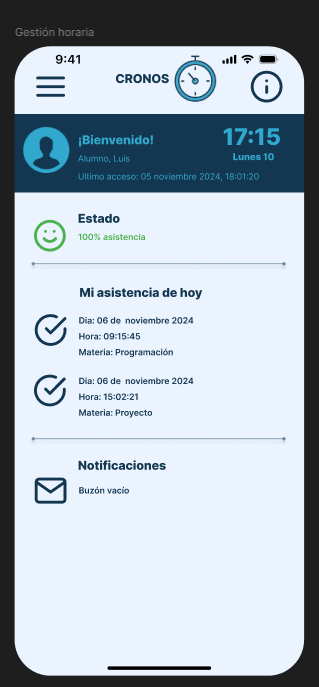 Gestión horaria
9:41
CRONOS
¡Bienvenido!
17:15
Alumno, Luis
Lunes 10
Ultimo acceso: 05 noviembre 2024, 18:01:20
Estado
100% asistencia
Mi asistencia de hoy
Dia: 06 de  noviembre 2024
Hora: 09:15:45
Materia: Programación
Dia: 06 de  noviembre 2024
Hora: 15:02:21
Materia: Proyecto
Notificaciones
Buzón vacío